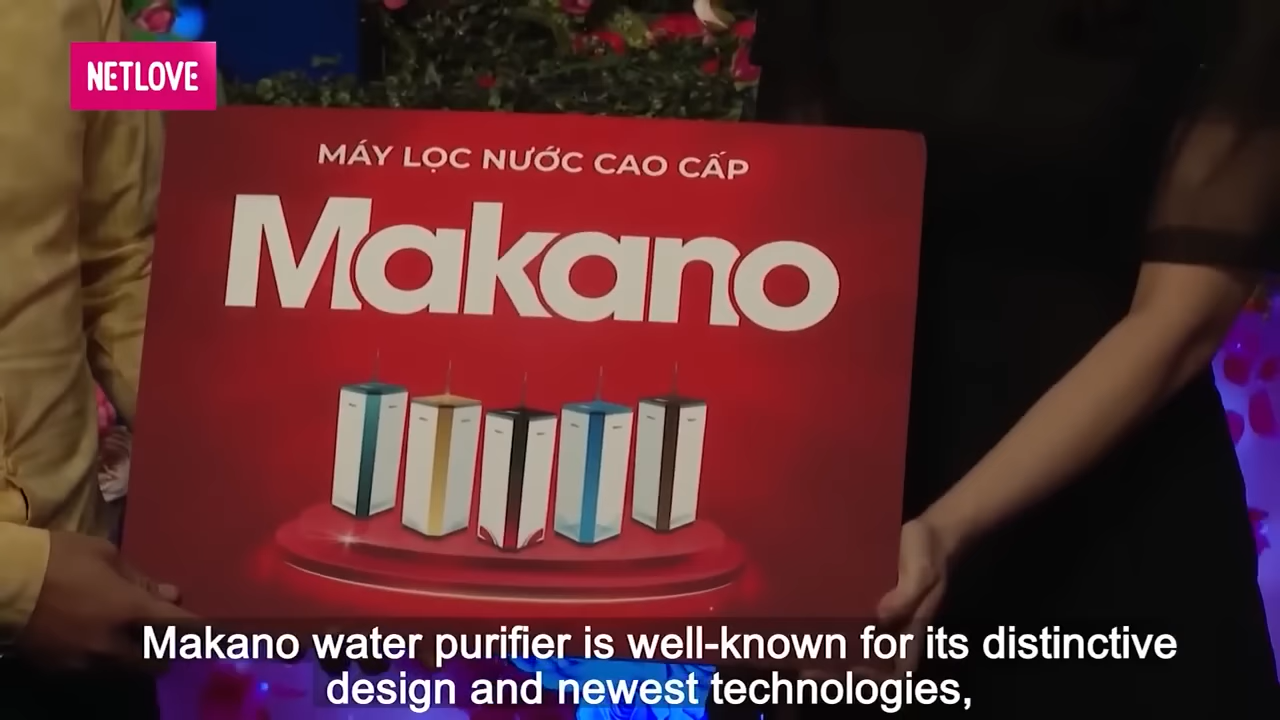 NETLOVE
MÁY LỌC NƯỚC CAO CẤP
Makano
Makano water purifier is well-known for its distinctive
design and newest technologies,